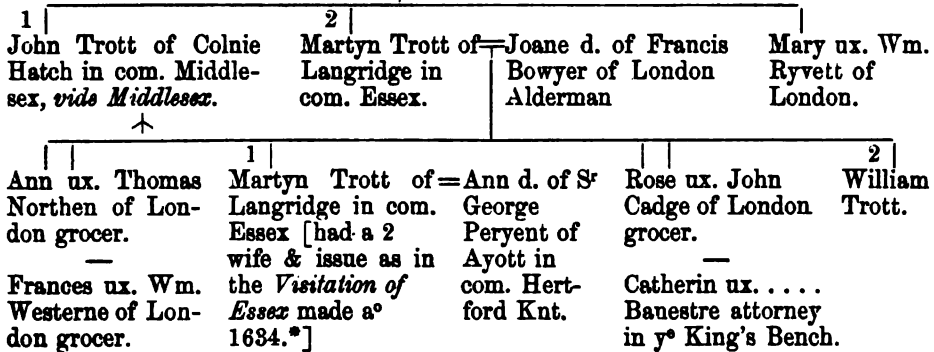 1
John Trott of Colnie
Hatch in com. Middle-
sex, vide Middlesex.
2
Martyn Trott of=Joane d. of Francis
Langridge in
com. Essex.
Bowyer of London
Alderman
Mary ux. Wm.
Ryvett of
London.
Ann ux. Thomas
Northen of Lon-
don grocer.
—
Frances ux. Wm.
Westerne of Lon-
don grocer.
1
Martyn Trott of=Ann d. of Sr
Langridge in com.
Essex [had a 2
wife & issue as in
the Visitation of
Essex made ao
1634.*]
George
Peryent of
Ayott in
com. Hert-
ford Knt.
Rose ux. John
Cadge of London
grocer.
—
Catherin ux. . . . .
Banestre attorney
in ye King's Bench.
2
William
Trott.